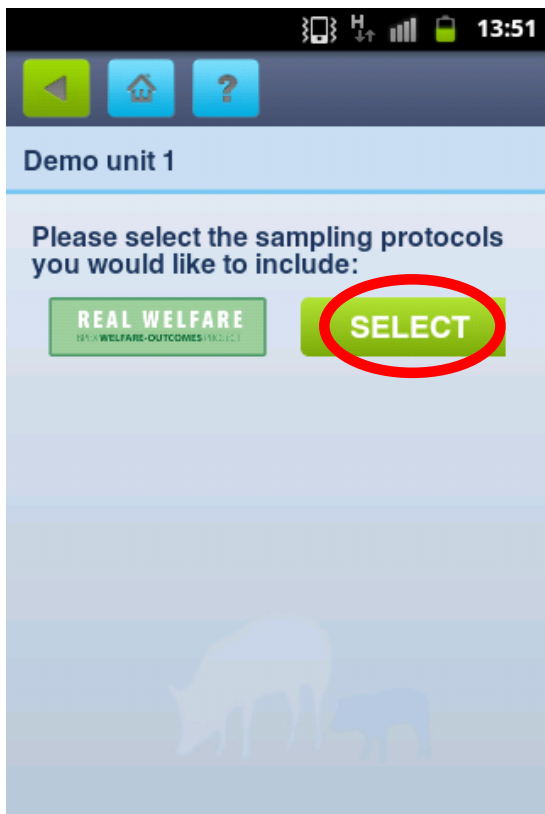 H 13:51
?
Demo unit 1
Please select the sampling protocols
you would like to include:
REAL WELFARE
WELFARE-OUTCOMES
SELECT